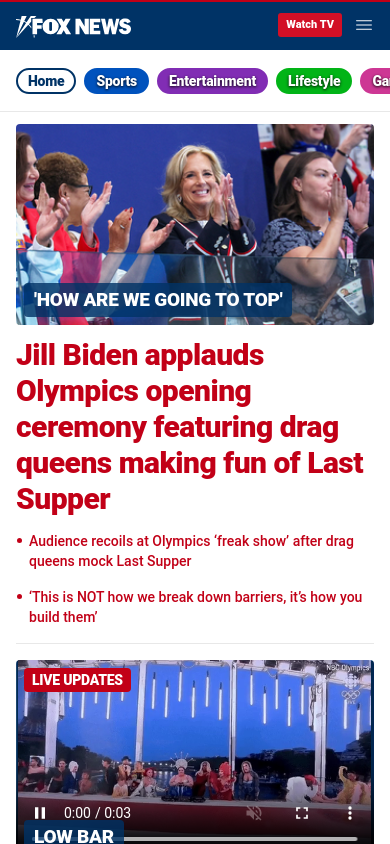 FOX NEWS
Watch TV
Home
Sports
Entertainment
Lifestyle
Ga
'HOW ARE WE GOING TO TOP'
Jill Biden applauds
Olympics opening
ceremony featuring drag
queens making fun of Last
Supper
• Audience recoils at Olympics ‘freak show’ after drag
queens mock Last Supper
• ‘This is NOT how we break down barriers, it’s how you
build them’
LIVE UPDATES
NBC Olympics
0:00 / 0:03
LOW BAR